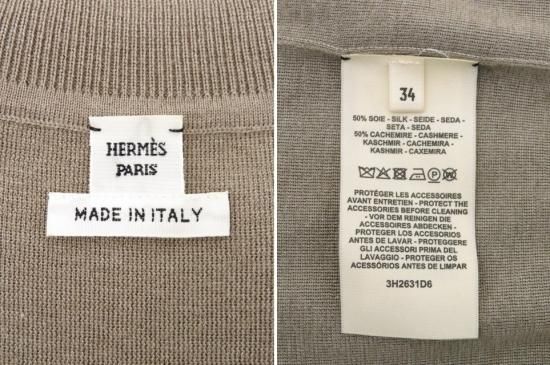 HERMÈS
PARIS
MADE IN ITALY
34
50% SOIE - SILK - SEIDE - SEDA -
SETA - SEDA
50% CACHEMIRE - CASHMERE -
KASCHMIR - CACHEMIRA -
KASHMIR - CAXEMIRA
PROTÉGER LES ACCESSOIRES
AVANT ENTRETIEN - PROTECT THE
ACCESSORIES BEFORE CLEANING
- VOR DEM REINIGEN DIE
ACCESSOIRES ABDECKEN -
PROTEGER LOS ACCESORIOS
ANTES DE LAVAR - PROTEGGERE
GLI ACCESSORI PRIMA DEL
LAVAGGIO - PROTEGER OS
ACESSÓRIOS ANTES DE LIMPAR
3H2631D6